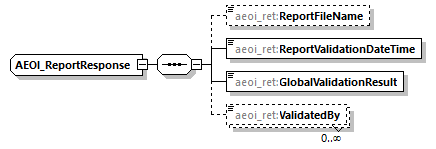 aeoi_ret:ReportFileName
aeoi_ret:ReportValidationDateTime
AEOI_ReportResponse
aeoi_ret:GlobalValidationResult
aeoi_ret:ValidatedBy
0..∞